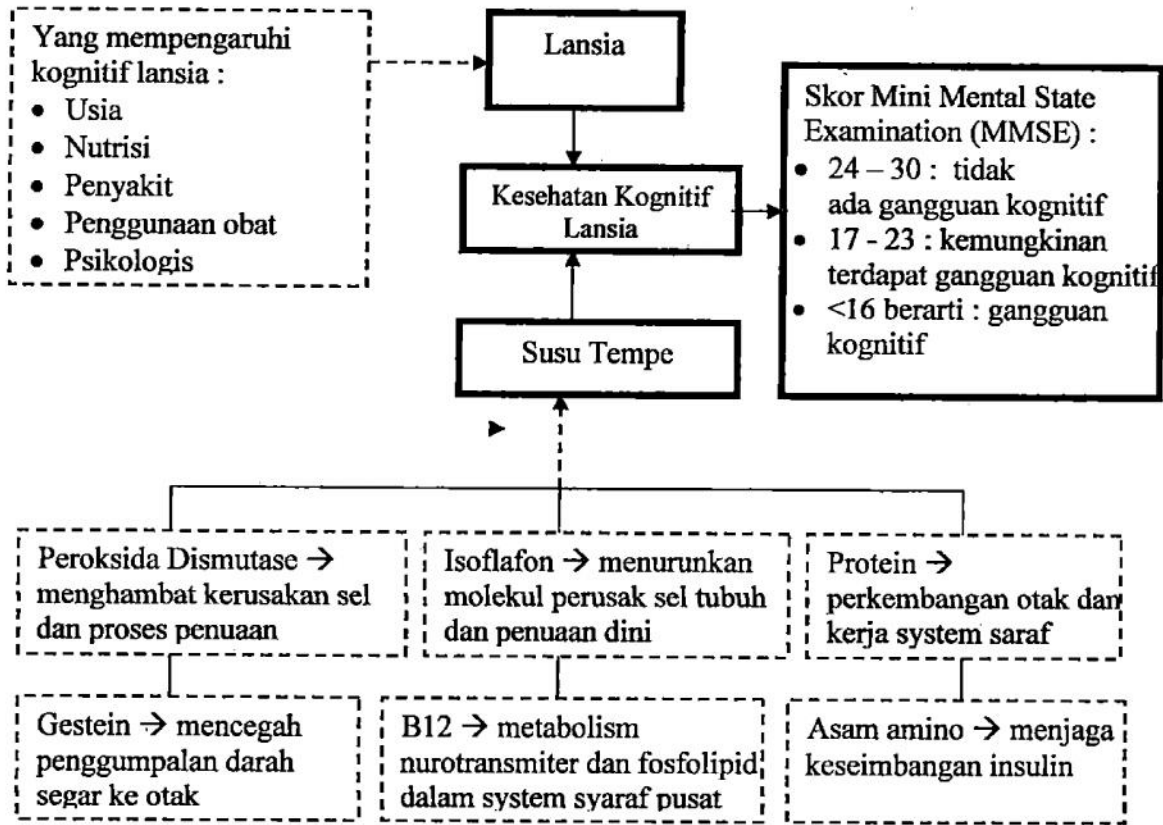 Yang mempengaruhi
kognitif lansia :
• Usia
• Nutrisi
• Penyakit
• Penggunaan obat
• Psikologis
Lansia
Kesehatan Kognitif
Lansia
Skor Mini Mental State
Examination (MMSE) :
• 24 – 30 : tidak
ada gangguan kognitif
• 17 - 23 : kemungkinan
terdapat gangguan kognitif
• <16 berarti : gangguan
kognitif
Susu Tempe
Peroksida Dismutase →
menghambat kerusakan sel
dan proses penuaan
Isoflafon → menurunkan
molekul perusak sel tubuh
dan penuaan dini
Protein →
perkembangan otak dan
kerja system saraf
Gestein → mencegah
penggumpalan darah
segar ke otak
B12 → metabolism
nurotransmiter dan fosfolipid
dalam system syaraf pusat
Asam amino → menjaga
keseimbangan insulin